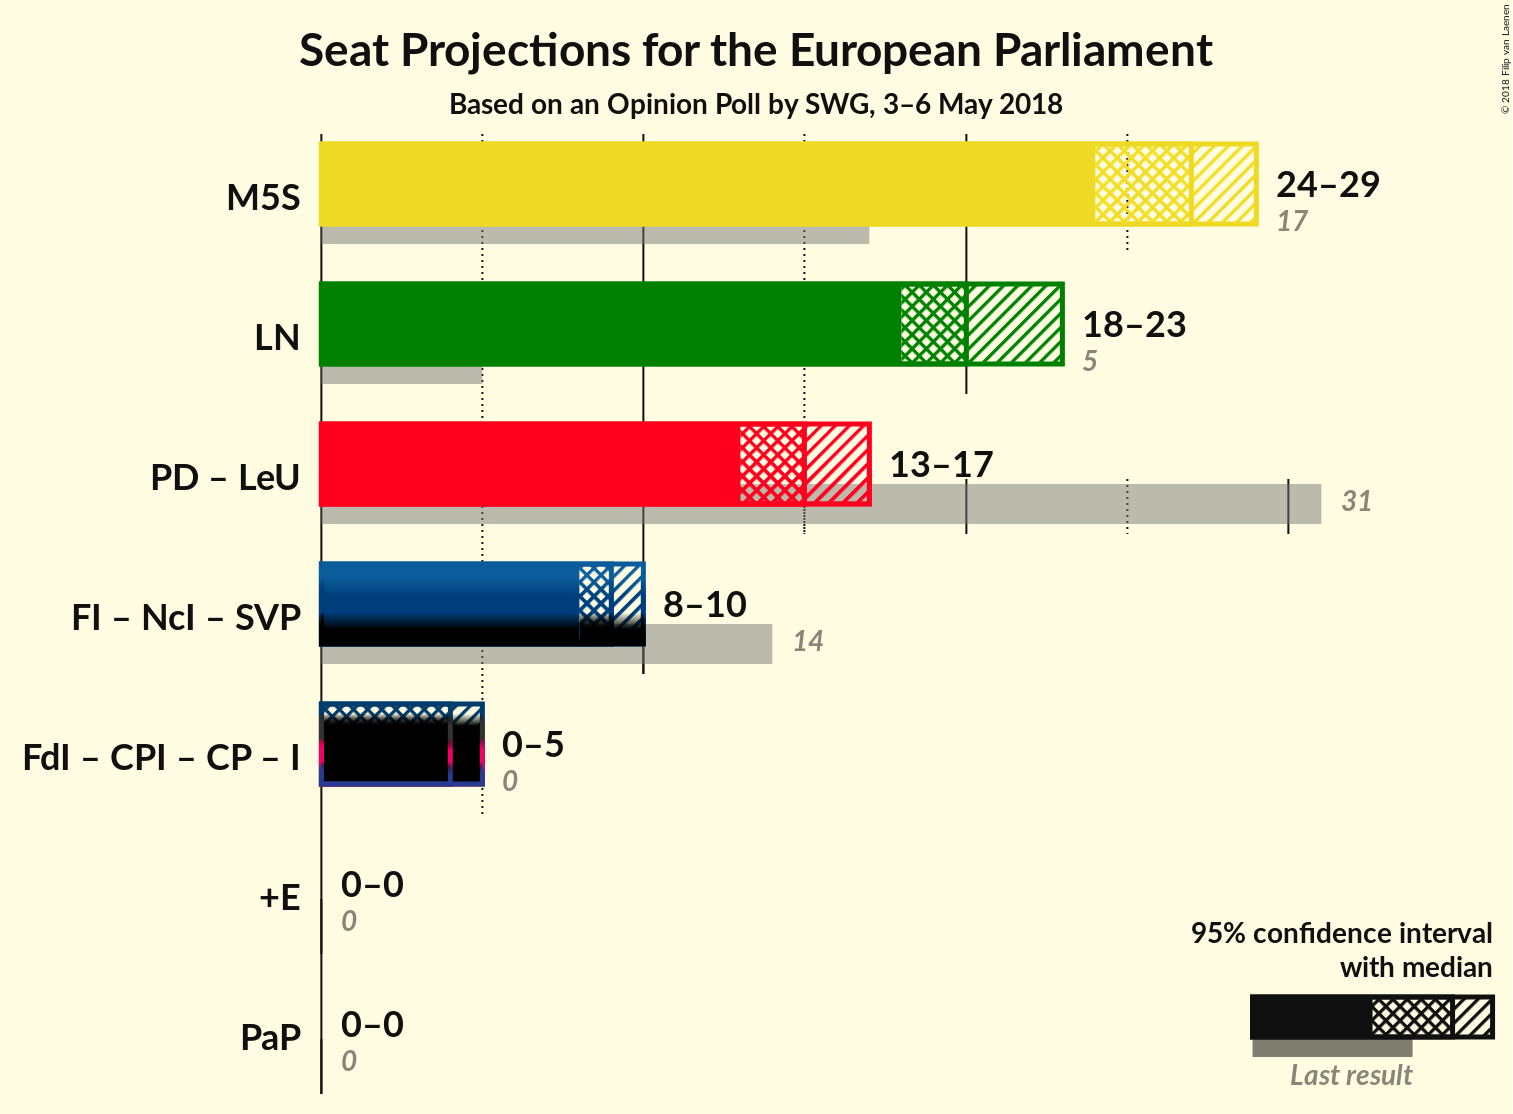 Seat Projections for the European Parliament
Based on an Opinion Poll by SWG, 3–6 May 2018
© 2018 Filip van Laenen
M5S
24–29
17
LN
18–23
5
PD – LeU
13–17
31
FI – NcI – SVP
8–10
14
FdI – CPI – CP – I
0–5
0
+E
0–0
0
PaP
0–0
0
95% confidence interval
with median
Last result